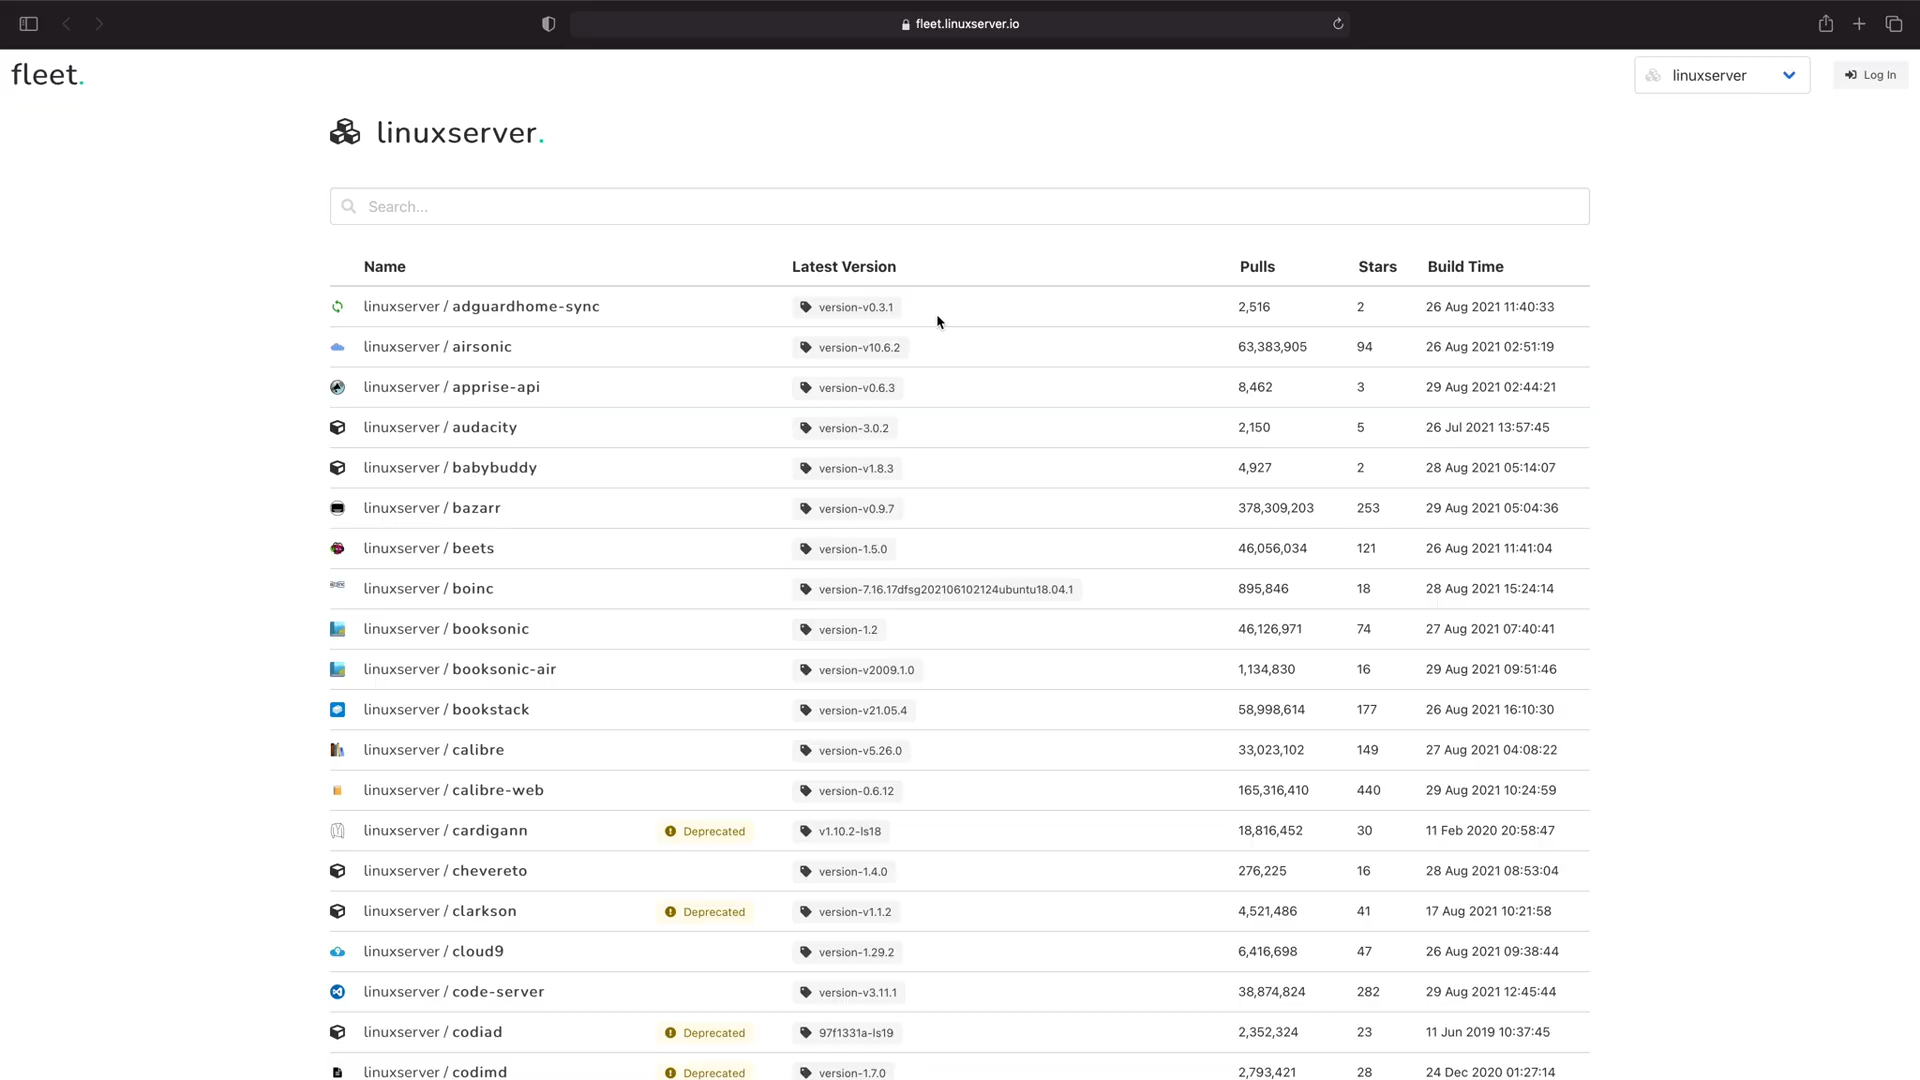 fleet.linuxserver.io
fleet.
linuxserver
Log In
linuxserver.
Search...
Name Latest Version Pulls Stars Build Time
linuxserver / adguardhome-sync version-v0.3.1 2,516 2 26 Aug 2021 11:40:33
linuxserver / airsonic version-v10.6.2 63,383,905 94 26 Aug 2021 02:51:19
linuxserver / apprise-api version-v0.6.3 8,462 3 29 Aug 2021 02:44:21
linuxserver / audacity version-3.0.2 2,150 5 26 Jul 2021 13:57:45
linuxserver / babybuddy version-v1.8.3 4,927 2 28 Aug 2021 05:14:07
linuxserver / bazarr version-v0.9.7 378,309,203 253 29 Aug 2021 05:04:36
linuxserver / beets version-1.5.0 46,056,034 121 26 Aug 2021 11:41:04
linuxserver / boinc version-7.16.17dfsg202106102124ubuntu18.04.1 895,846 18 28 Aug 2021 15:24:14
linuxserver / booksonic version-1.2 46,126,971 74 27 Aug 2021 07:40:41
linuxserver / booksonic-air version-v2009.1.0 1,134,830 16 29 Aug 2021 09:51:46
linuxserver / bookstack version-v21.05.4 58,998,614 177 26 Aug 2021 16:10:30
linuxserver / calibre version-v5.26.0 33,023,102 149 27 Aug 2021 04:08:22
linuxserver / calibre-web version-0.6.12 165,316,410 440 29 Aug 2021 10:24:59
linuxserver / cardigann Deprecated v1.10.2-ls18 18,816,452 30 11 Feb 2020 20:58:47
linuxserver / chevereto version-1.4.0 276,225 16 28 Aug 2021 08:53:04
linuxserver / clarkson Deprecated version-v1.1.2 4,521,486 41 17 Aug 2021 10:21:58
linuxserver / cloud9 version-1.29.2 6,416,698 47 26 Aug 2021 09:38:44
linuxserver / code-server version-v3.11.1 38,874,824 282 29 Aug 2021 12:45:44
linuxserver / codiad Deprecated 97f1331a-ls19 2,352,324 23 11 Jun 2019 10:37:45
linuxserver / codimd Deprecated version-1.7.0 2,793,421 28 24 Dec 2020 01:27:14